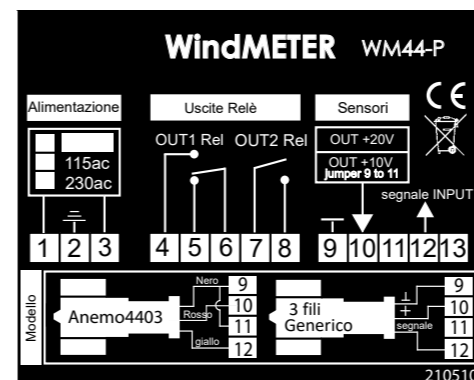 WindMETER WM44-P
Alimentazione
Uscite Relè
Sensori
CE
115ac
230ac
OUT1 Rel
OUT2 Rel
OUT +20V
OUT +10V
jumper 9 to 11
segnale INPUT
1 2 3 4 5 6 7 8 9 10 11 12 13
Modello
Anemo4403
Nero
Rosso
giallo
9
10
11
12
3 fili
Generico
segnale
9
10
11
12
210510